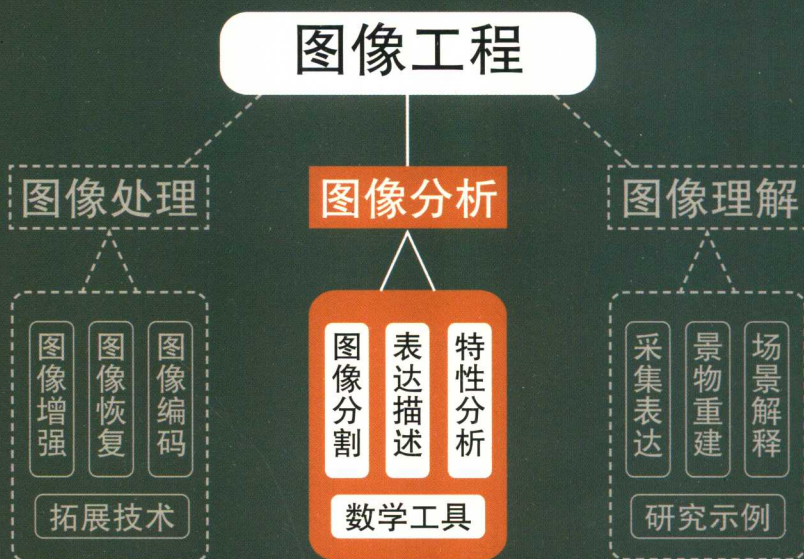 图像工程
图像处理
图像分析
图像理解
图像增强
图像恢复
图像编码
拓展技术
图像分割
表达描述
特性分析
数学工具
采集表达
景物重建
场景解释
研究示例